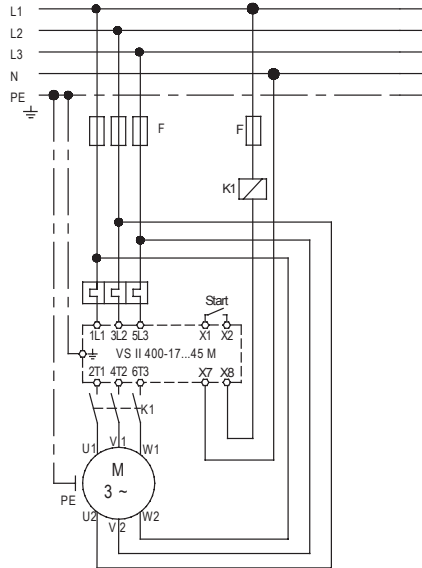 L1
L2
L3
N
PE
F
F
K1
Start
1L1 3L2 5L3 X1 X2
VS II 400-17...45 M
2T1 4T2 6T3 X7 X8
K1
U1 V1 W1
M
3 ~
PE
U2 V2 W2